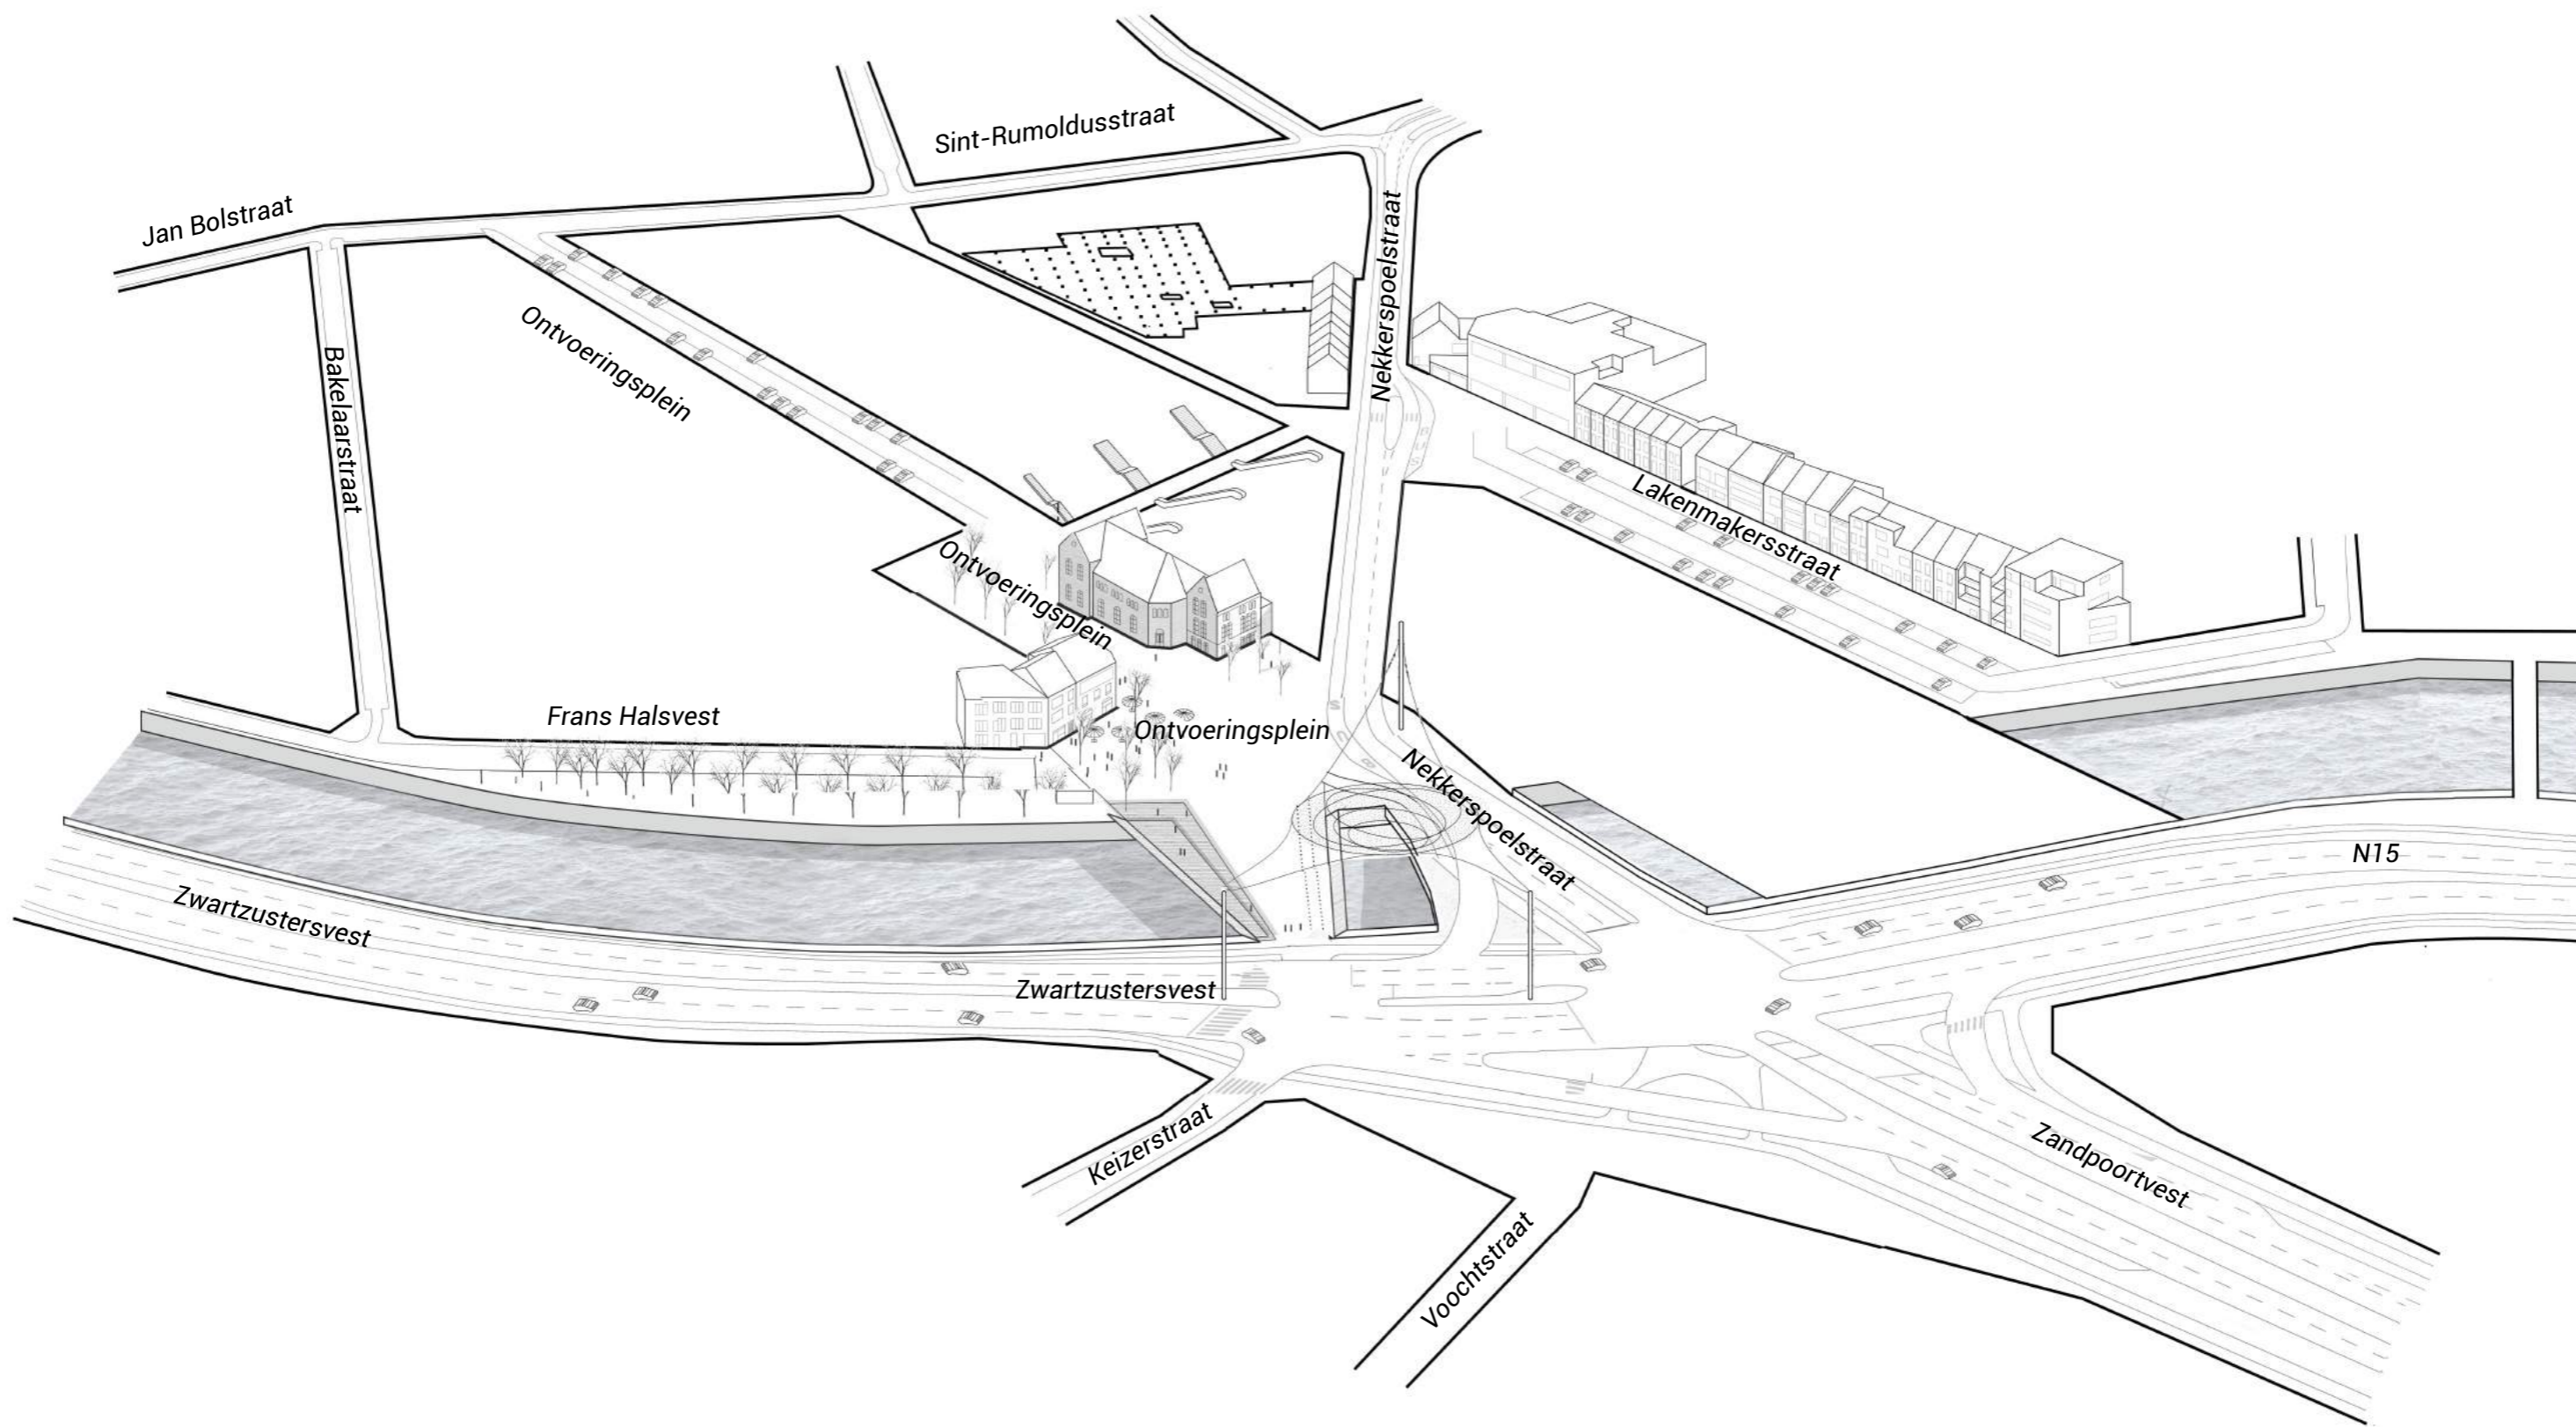 Sint-Rumoldusstraat
Jan Bolstraat
Nekkerspoelstraat
Ontvoeringsplein
Bakelaarstraat
Lakenmakersstraat
Ontvoeringsplein
Frans Halsvest
Ontvoeringsplein
Nekkerspoelstraat
N15
Zwartzustersvest
Zwartzustersvest
Keizerstraat
Zandpoortvest
Voochtstraat